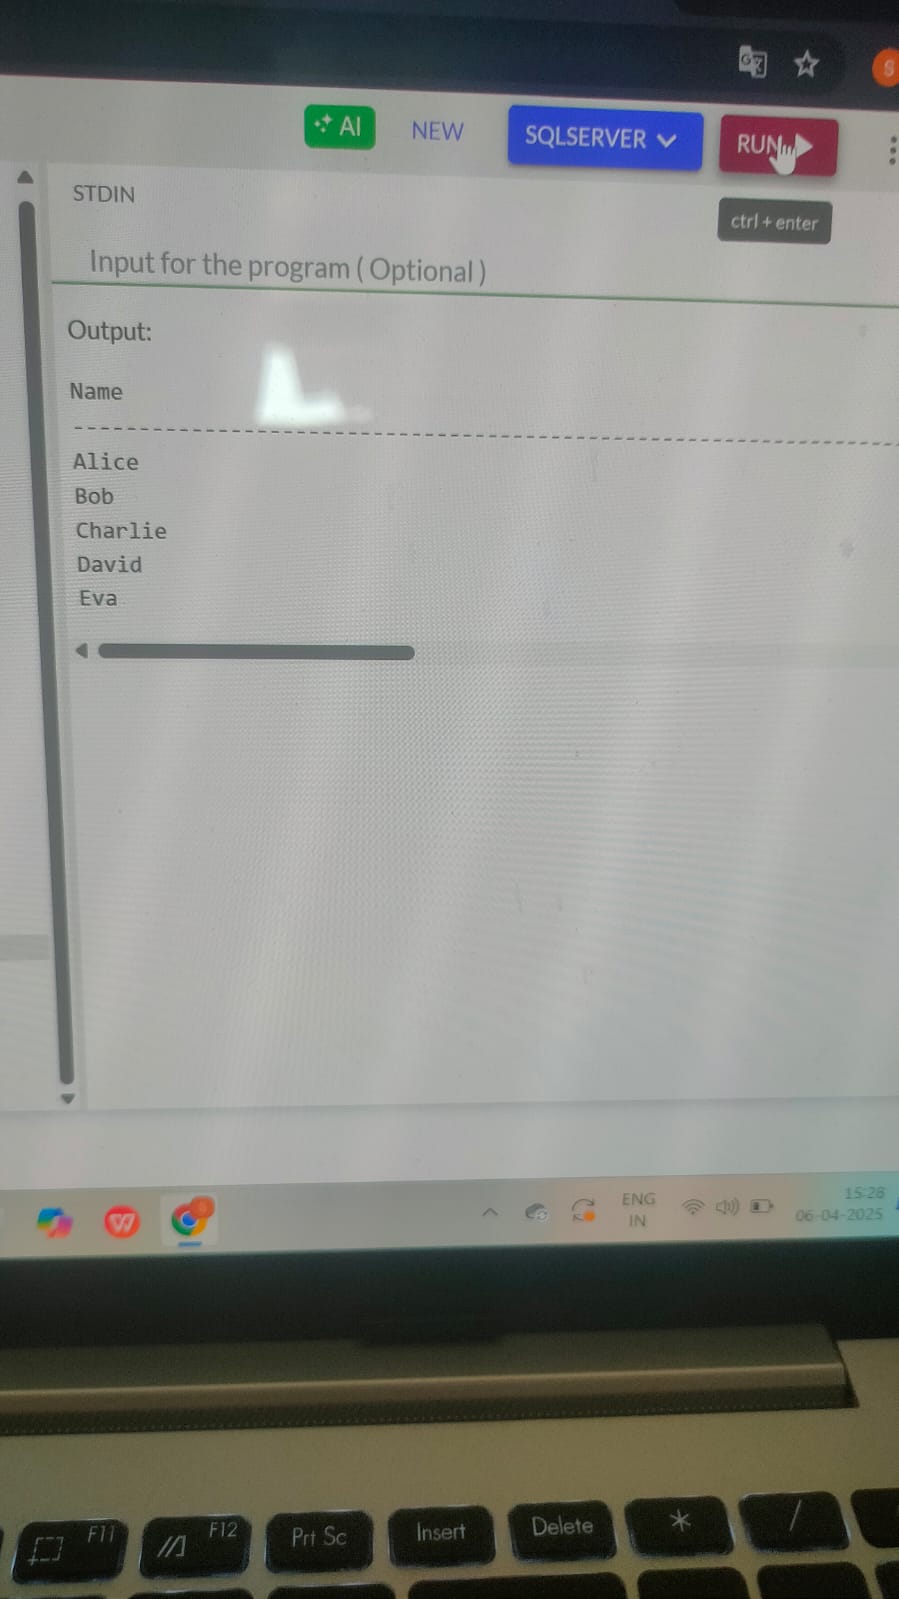 S
AI NEW SQLSERVER RUN
STDIN
ctrl + enter
Input for the program ( Optional )
Output:
Name
--------------------------------------------------------------------------
Alice
Bob
Charlie
David
Eva
ENG
IN
15:28
06-04-2025
F11 F12 Prt Sc Insert Delete * /